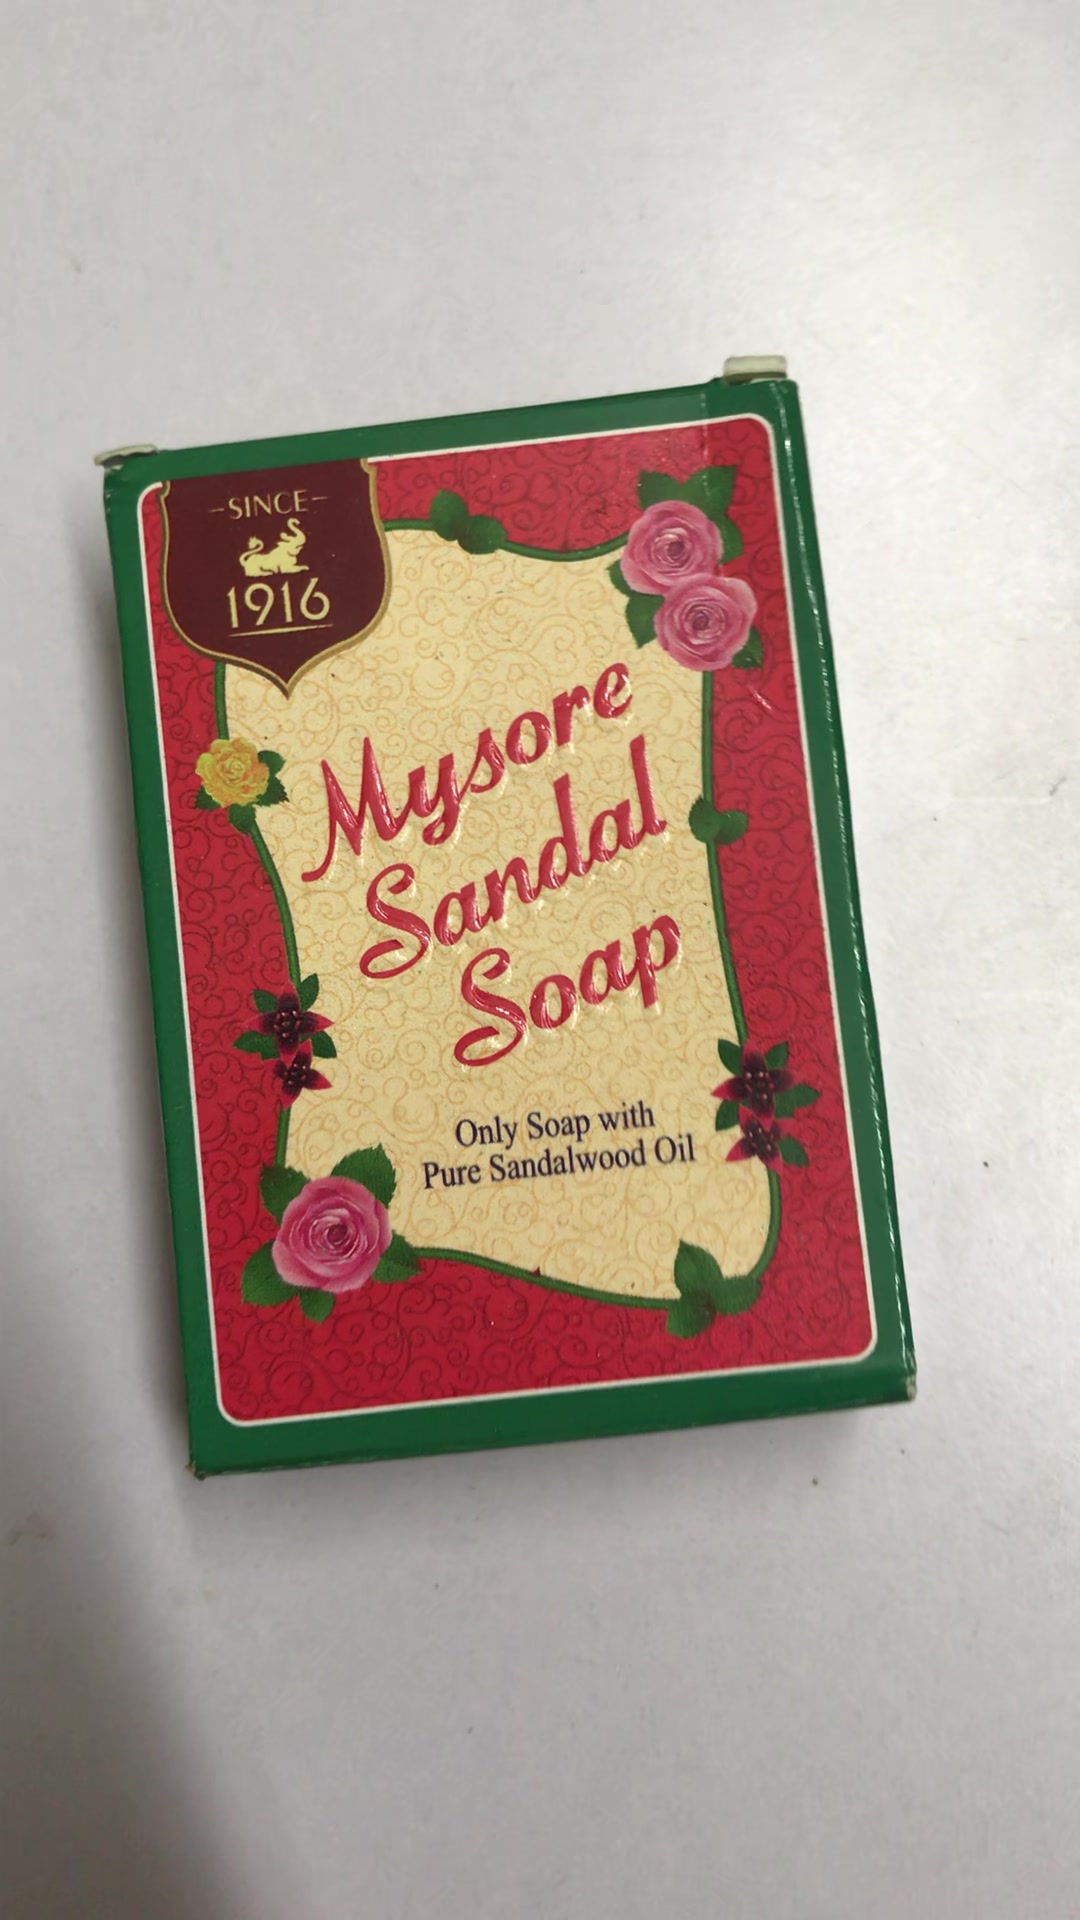 -SINCE-
1916
Mysore
Sandal
Soap
Only Soap with
Pure Sandalwood Oil